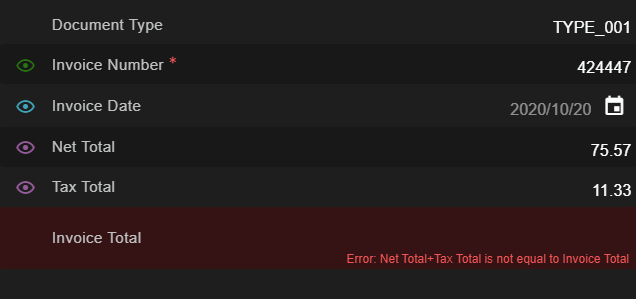 Document Type TYPE_001
Invoice Number * 424447
Invoice Date 2020/10/20
Net Total 75.57
Tax Total 11.33
Invoice Total
Error: Net Total+Tax Total is not equal to Invoice Total